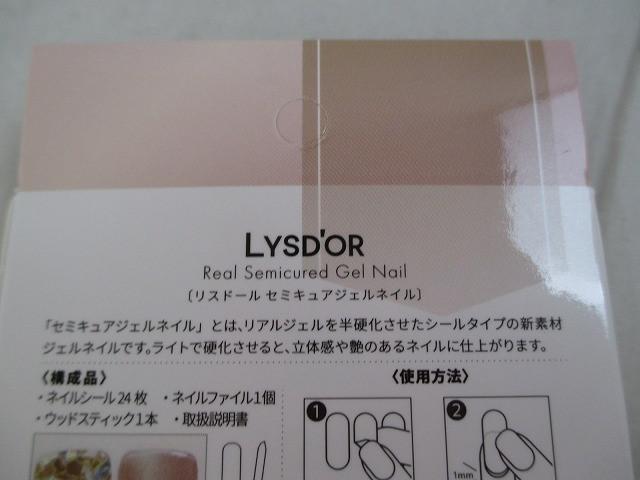 LYSD'OR
Real Semicured Gel Nail
〔リスドール セミキュアジェルネイル〕
「セミキュアジェルネイル」とは、リアルジェルを半硬化させたシールタイプの新素材
ジェルネイルです。ライトで硬化させると、立体感や艶のあるネイルに仕上がります。
〈構成品〉
・ネイルシール24枚 ・ネイルファイル1個
・ウッドスティック1本 ・取扱説明書
〈使用方法〉
1
2
1mm